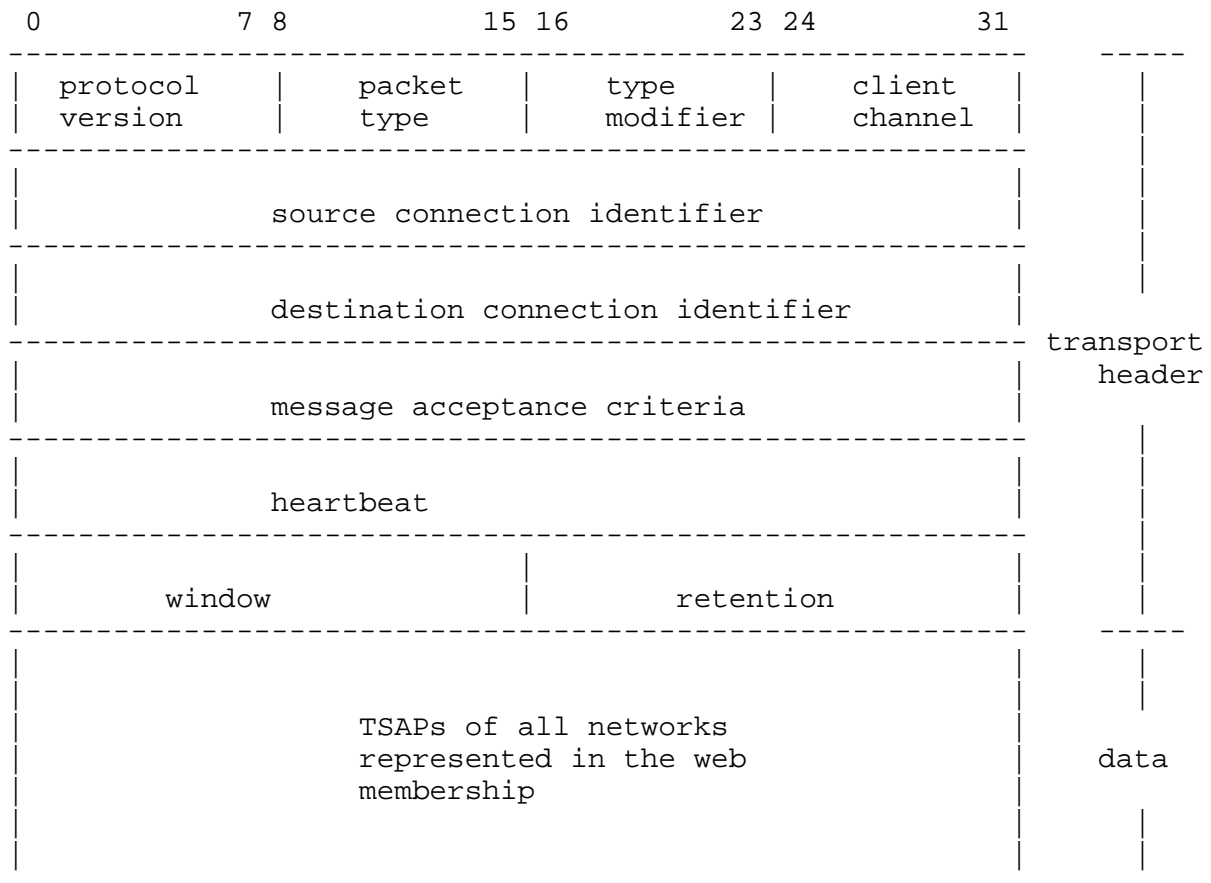 0 7 8 15 16 23 24 31
protocol packet type client
version type modifier channel
source connection identifier
destination connection identifier
transport
header
message acceptance criteria
heartbeat
window retention
TSAPs of all networks
represented in the web data
membership